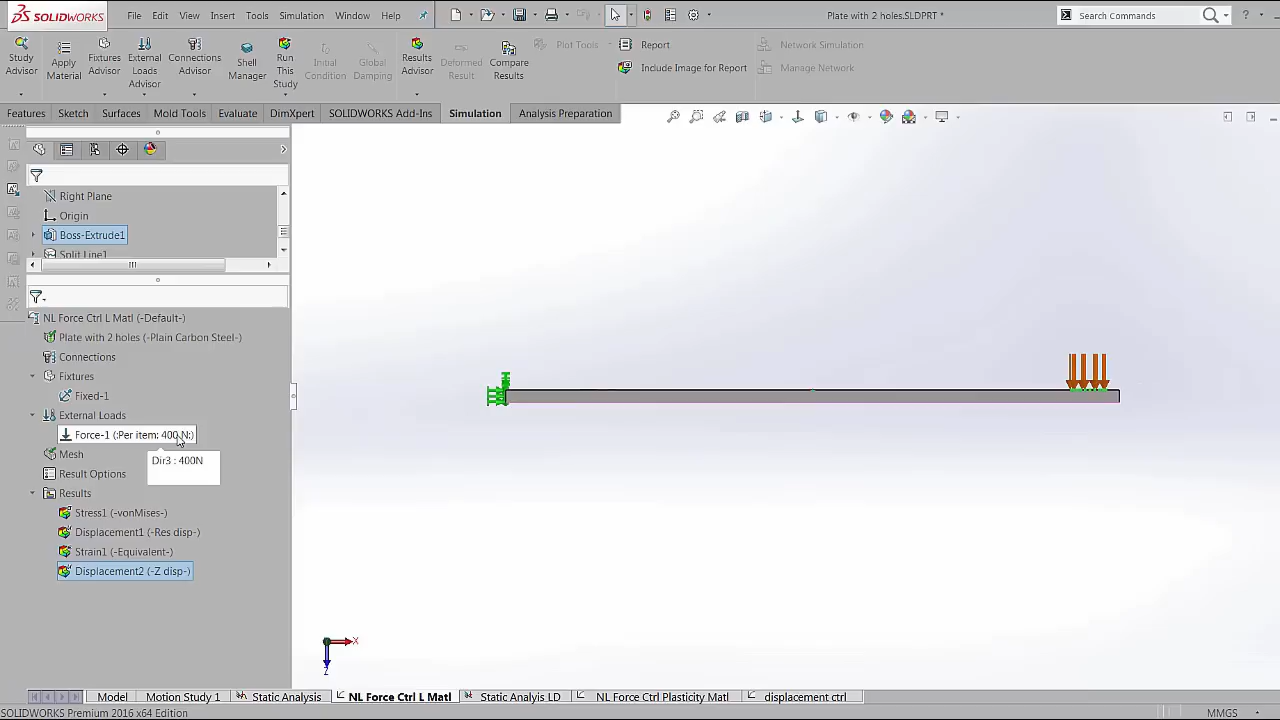 SOLIDWORKS File Edit View Insert Tools Simulation Window Help Plate with 2 holes.SLDPRT * Search Commands ?
Study Advisor
Apply Material
Fixtures Advisor
External Loads Advisor
Connections Advisor
Shell Manager
Run This Study
Initial Condition
Global Damping
Results Advisor
Deformed Result
Compare Results
Plot Tools
Report
Include Image for Report
Network Simulation
Manage Network
Features Sketch Surfaces Mold Tools Evaluate DimXpert SOLIDWORKS Add-Ins Simulation Analysis Preparation
Right Plane
Origin
Boss-Extrude1
Split Line1
NL Force Ctrl L Matl (-Default-)
Plate with 2 holes (-Plain Carbon Steel-)
Connections
Fixtures
Fixed-1
External Loads
Force-1 (:Per item: 400 N:)
Dir3 : 400N
Mesh
Result Options
Results
Stress1 (-vonMises-)
Displacement1 (-Res disp-)
Strain1 (-Equivalent-)
Displacement2 (-Z disp-)
X
Z
Model Motion Study 1 Static Analysis NL Force Ctrl L Matl Static Analysis LD NL Force Ctrl Plasticity Matl displacement ctrl
SOLIDWORKS Premium 2016 x64 Edition MMGS